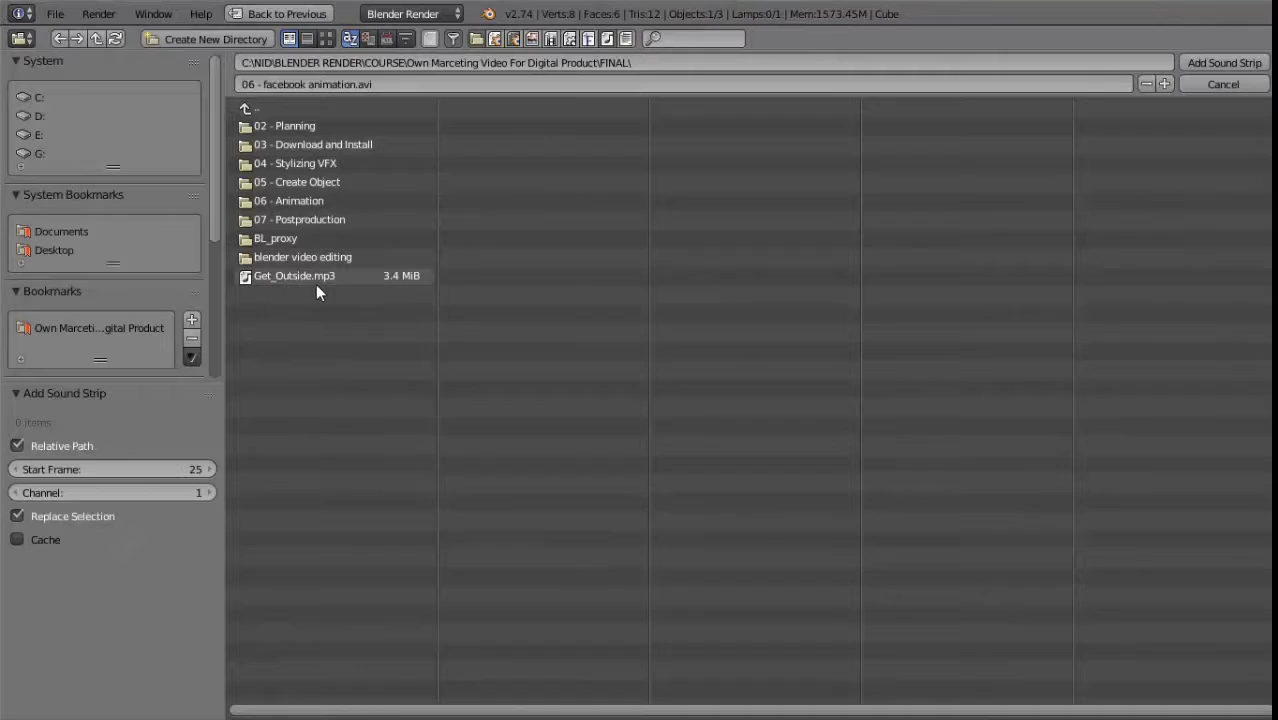 File Render Window Help Back to Previous Blender Render v2.74 | Verts:8 | Faces:6 | Tris:12 | Objects:1/3 | Lamps:0/1 | Mem:1573.45M | Cube
Create New Directory
System
C:\NID\BLENDER RENDER\COURSE\Own Marceting Video For Digital Product\FINAL\ Add Sound Strip
06 - facebook animation.avi Cancel
C:
D:
E:
G:
System Bookmarks
Documents
Desktop
Bookmarks
Own Marceti...gital Product
..
02 - Planning
03 - Download and Install
04 - Stylizing VFX
05 - Create Object
06 - Animation
07 - Postproduction
BL_proxy
blender video editing
Get_Outside.mp3 3.4 MiB
Add Sound Strip
0 items
Relative Path
Start Frame: 25
Channel: 1
Replace Selection
Cache